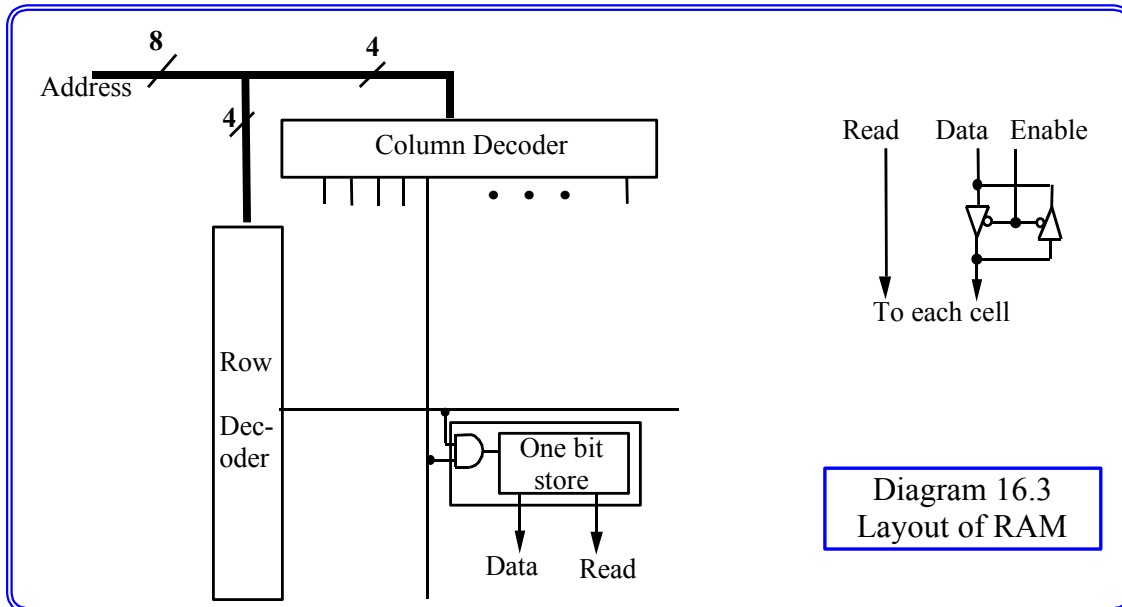 8
4
Address
4
Column Decoder
Read Data Enable
To each cell
Row
Dec-
oder
One bit
store
Data Read
Diagram 16.3
Layout of RAM